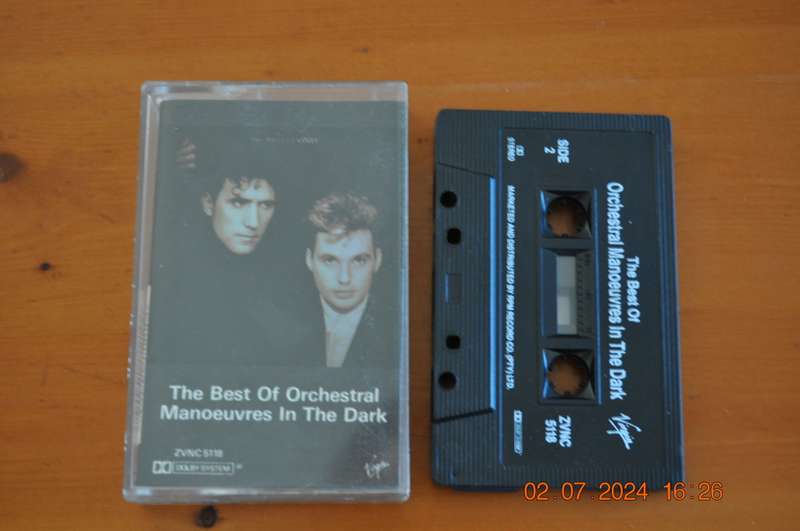 The Best Of Orchestral
Manoeuvres In The Dark
ZVNC 5118
DOLBY SYSTEM
Virgin
SIDE
2
STEREO
The Best Of
Orchestral Manoeuvres In The Dark
MARKETED AND DISTRIBUTED BY RPM RECORD CO. (PTY) LTD.
ZVNC
5118
Virgin
02.07.2024 16:26